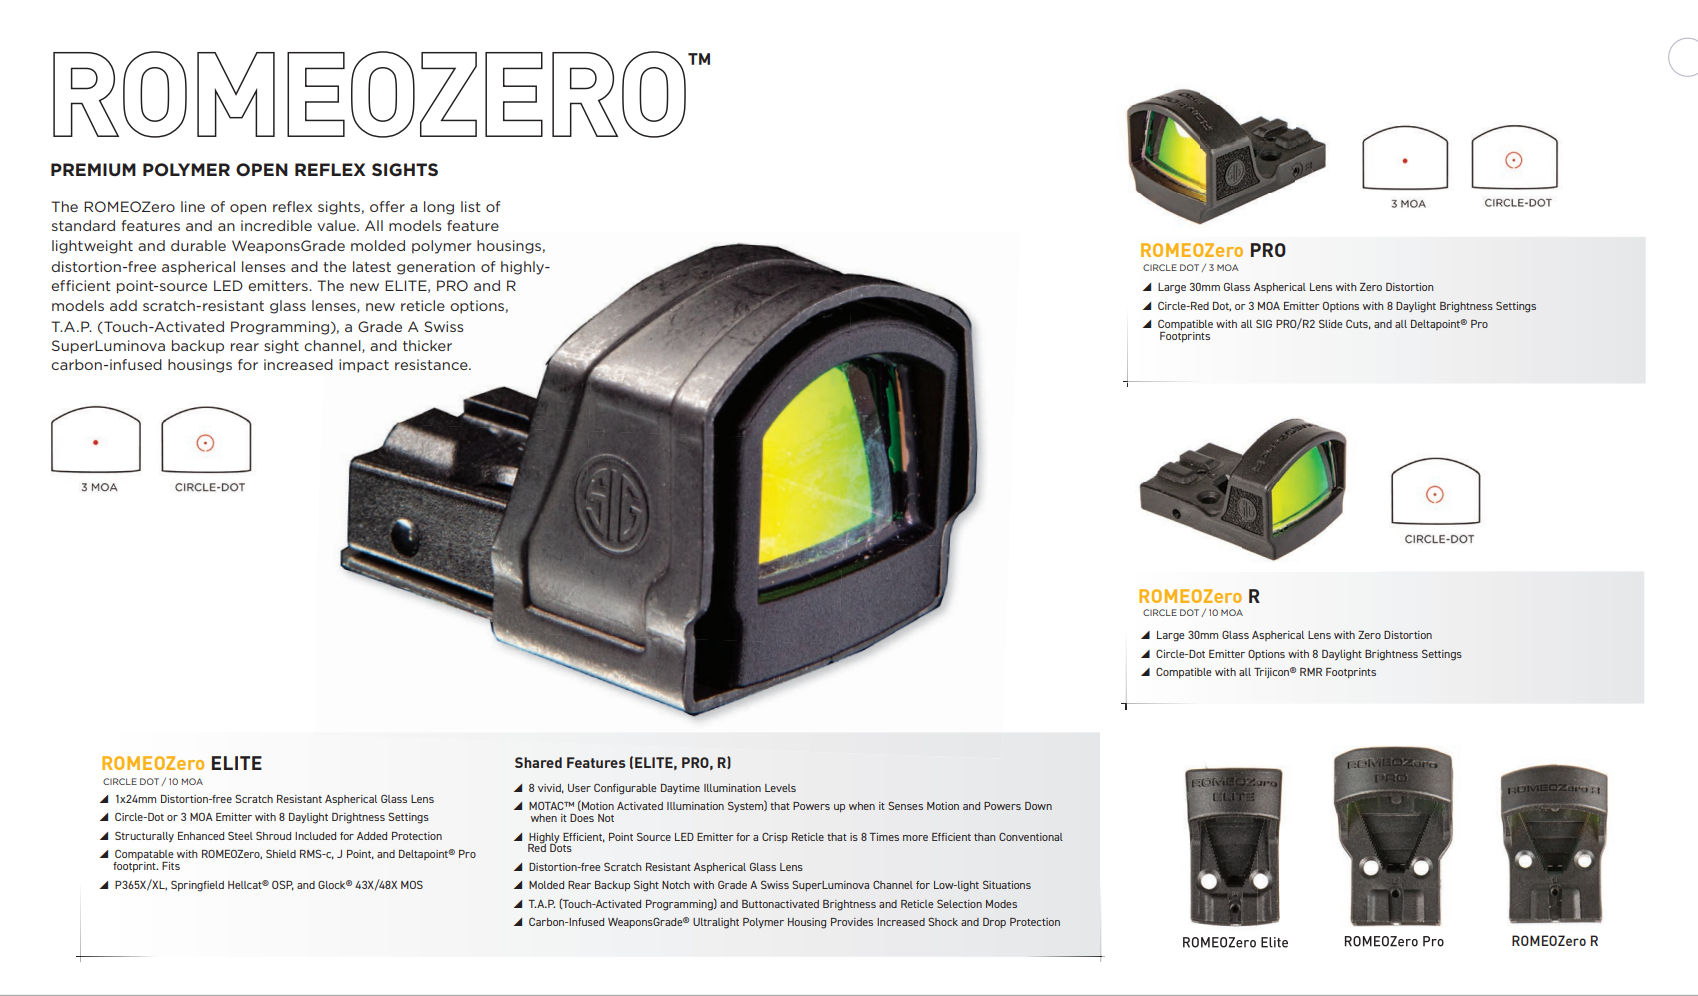 ROMEOZERO™
PREMIUM POLYMER OPEN REFLEX SIGHTS
The ROMEOZero line of open reflex sights, offer a long list of
standard features and an incredible value. All models feature
lightweight and durable WeaponsGrade molded polymer housings,
distortion-free aspherical lenses and the latest generation of highly-
efficient point-source LED emitters. The new ELITE, PRO and R
models add scratch-resistant glass lenses, new reticle options,
T.A.P. (Touch-Activated Programming), a Grade A Swiss
SuperLuminova backup rear sight channel, and thicker
carbon-infused housings for increased impact resistance.
3 MOA
CIRCLE-DOT
SIG
ROMEOZero ELITE
CIRCLE DOT / 10 MOA
1x24mm Distortion-free Scratch Resistant Aspherical Glass Lens
Circle-Dot or 3 MOA Emitter with 8 Daylight Drightness Settings
Structurally Enhanced Steel Shroud Included for Added Protection
Compatable with ROMEOZero, Shield RMS-c, J Point, and Deltapoint® Pro
footprint. Fits
P365X/XL, Springfield Hellcat® OSP, and Glock® 43X/48X MOS
Shared Features (ELITE, PRO, R)
8 vivid, User Configurable Daytime Illumination Levels
MOTAC™ (Motion Activated Illumination System) that Powers up when it Senses Motion and Powers Down
when it Does Not
Highly Efficient, Point Source LED Emitter for a Crisp Reticle that is 8 Times more Efficient than Conventional
Red Dots
Distortion-free Scratch Resistant Aspherical Glass Lens
Molded Rear Backup Sight Notch with Grade A Swiss SuperLuminova Channel for Low-light Situations
T.A.P. (Touch-Activated Programming) and Buttonactivated Brightness and Reticle Selection Modes
Carbon-Infused WeaponsGrade® Ultralight Polymer Housing Provides Increased Shock and Drop Protection
3 MOA
CIRCLE-DOT
ROMEOZero PRO
CIRCLE DOT / 3 MOA
Large 30mm Glass Aspherical Lens with Zero Distortion
Circle-Red Dot, or 3 MOA Emitter Options with 8 Daylight Brightness Settings
Compatible with all SIG PRO/R2 Slide Cuts, and all Deltapoint® Pro
Footprints
SIG
CIRCLE-DOT
ROMEOZero R
CIRCLE DOT / 10 MOA
Large 30mm Glass Aspherical Lens with Zero Distortion
Circle-Dot Emitter Options with 8 Daylight Brightness Settings
Compatible with all Trijicon® RMR Footprints
ROMEOZero
ELITE
ROMEOZero
PRO
ROMEOZero R
ROMEOZero Elite
ROMEOZero Pro
ROMEOZero R